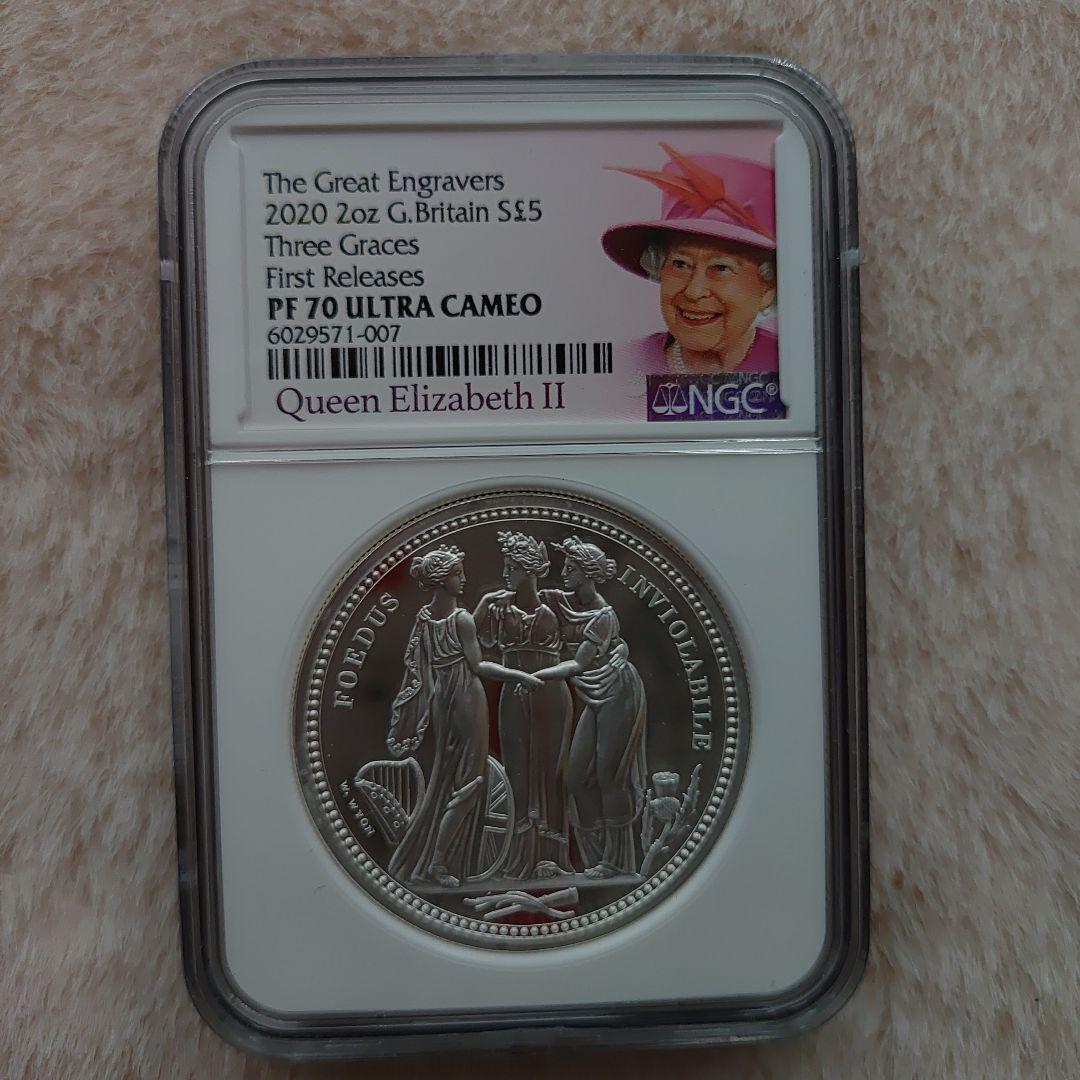 The Great Engravers
2020 2oz G.Britain S£5
Three Graces
First Releases
PF 70 ULTRA CAMEO
6029571-007
Queen Elizabeth II
NGC®
FOEDUS
INVIOLABILE
W. WYON